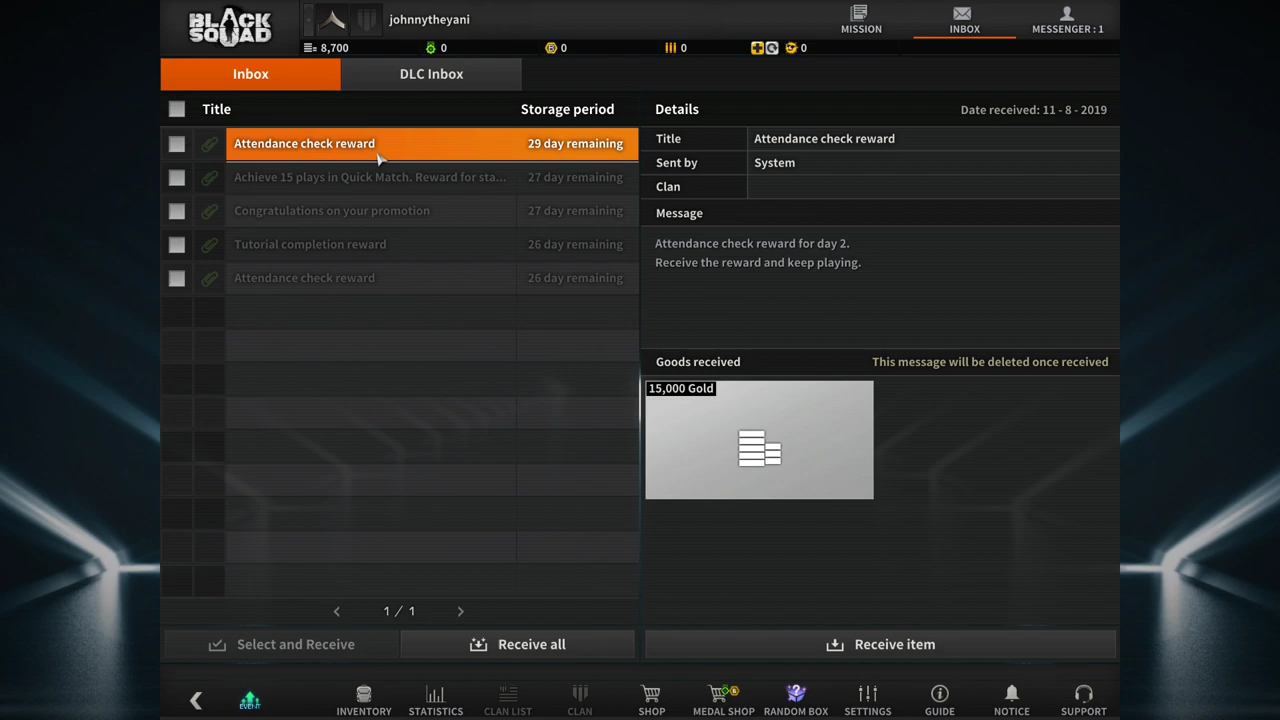 BLACK SQUAD
johnnytheyani
8,700
0
0
0
0
MISSION
INBOX
MESSENGER : 1
Inbox
DLC Inbox
Title
Storage period
Attendance check reward
29 day remaining
Achieve 15 plays in Quick Match. Reward for sta...
27 day remaining
Congratulations on your promotion
27 day remaining
Tutorial completion reward
26 day remaining
Attendance check reward
26 day remaining
1 / 1
Select and Receive
Receive all
Details
Date received: 11 - 8 - 2019
Title
Attendance check reward
Sent by
System
Clan
Message
Attendance check reward for day 2.
Receive the reward and keep playing.
Goods received
This message will be deleted once received
15,000 Gold
Receive item
EVENT
INVENTORY
STATISTICS
CLAN LIST
CLAN
SHOP
MEDAL SHOP
RANDOM BOX
SETTINGS
GUIDE
NOTICE
SUPPORT